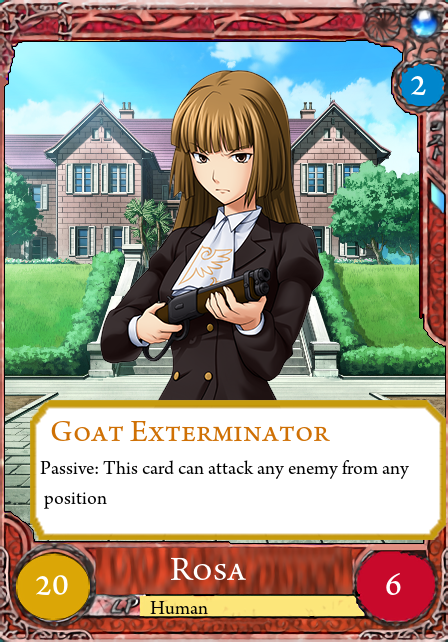 2
Goat Exterminator
Passive: This card can attack any enemy from any
position
Rosa
20
6
LP
Human